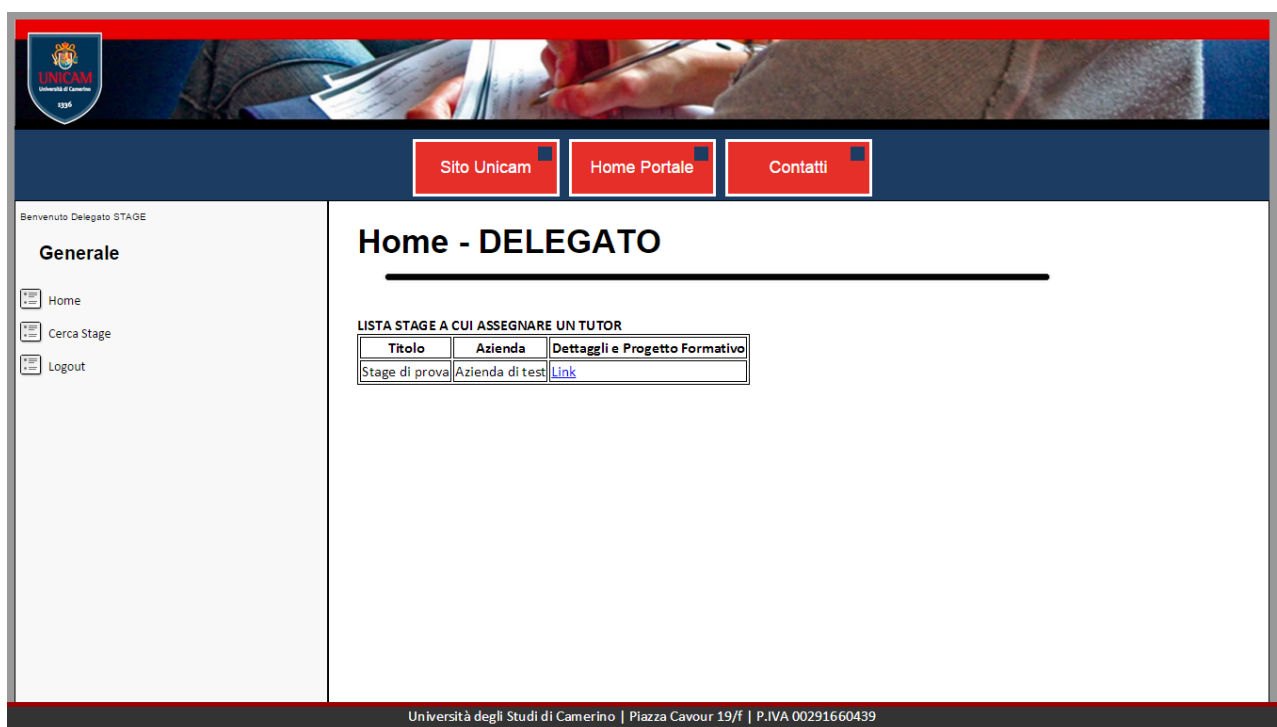 UNICAM
Università di Camerino
1336
Sito Unicam
Home Portale
Contatti
Benvenuto Delegato STAGE
Generale
Home
Cerca Stage
Logout
Home - DELEGATO
LISTA STAGE A CUI ASSEGNARE UN TUTOR
Titolo Azienda Dettaggli e Progetto Formativo
Stage di prova Azienda di test Link
Università degli Studi di Camerino | Piazza Cavour 19/f | P.IVA 00291660439